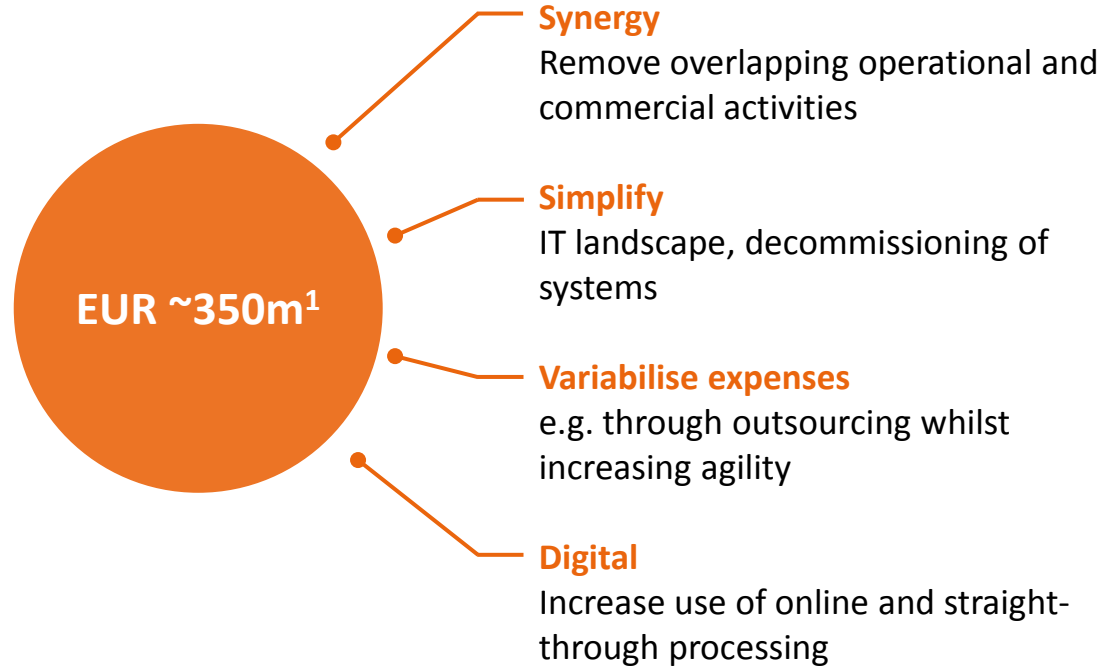 Synergy
Remove overlapping operational and
commercial activities
Simplify
IT landscape, decommissioning of
systems
EUR ~350m¹
Variabilise expenses
e.g. through outsourcing whilst
increasing agility
Digital
Increase use of online and straight-
through processing